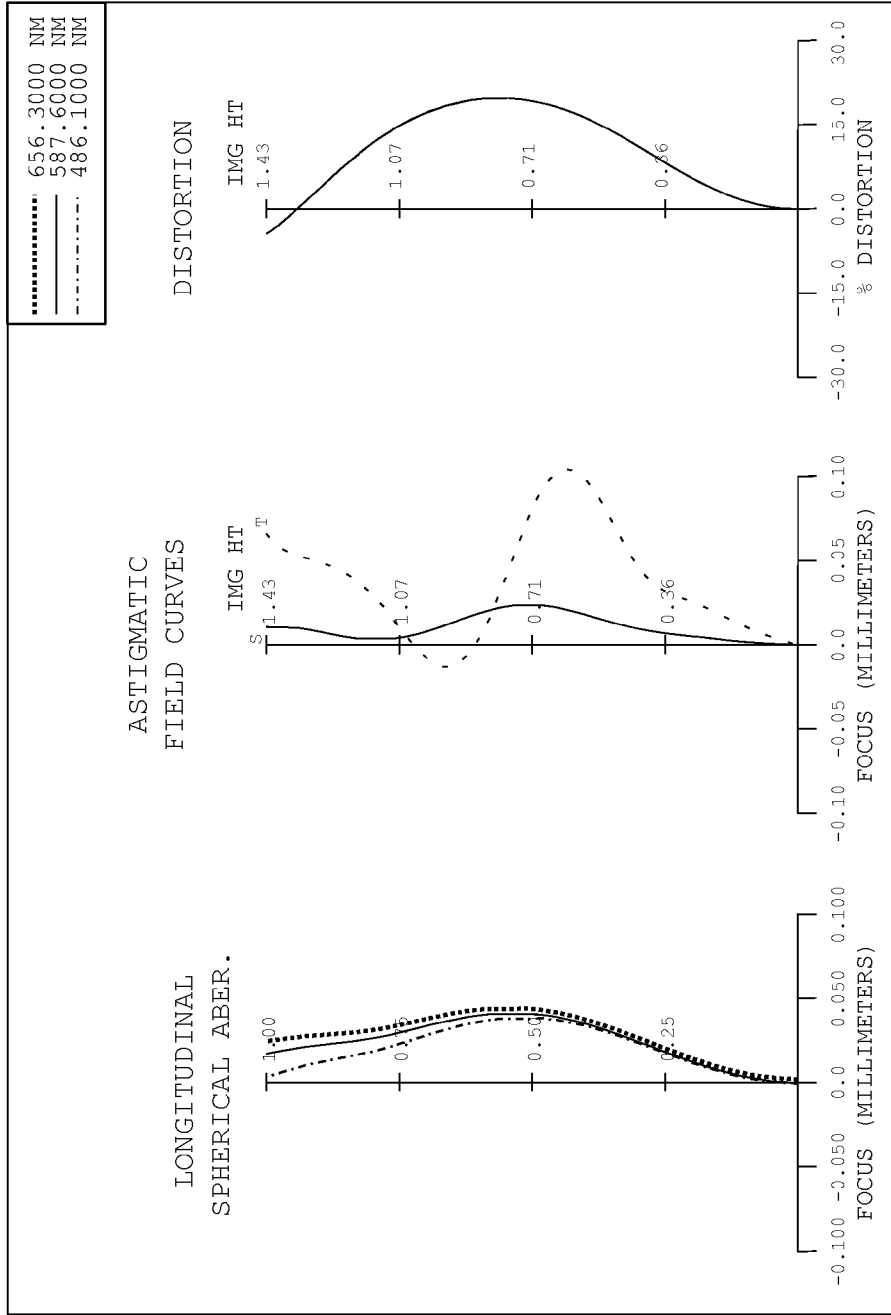 656.3000 NM
587.6000 NM
486.1000 NM
LONGITUDINAL
SPHERICAL ABER.
1.00
0.75
0.50
0.25
-0.100 -0.050 0.0 0.050 0.100
FOCUS (MILLIMETERS)
ASTIGMATIC
FIELD CURVES
IMG HT
S T
1.43
1.07
0.71
0.36
-0.10 -0.05 0.0 0.05 0.10
FOCUS (MILLIMETERS)
DISTORTION
IMG HT
1.43
1.07
0.71
0.36
-30.0 -15.0 0.0 15.0 30.0
% DISTORTION